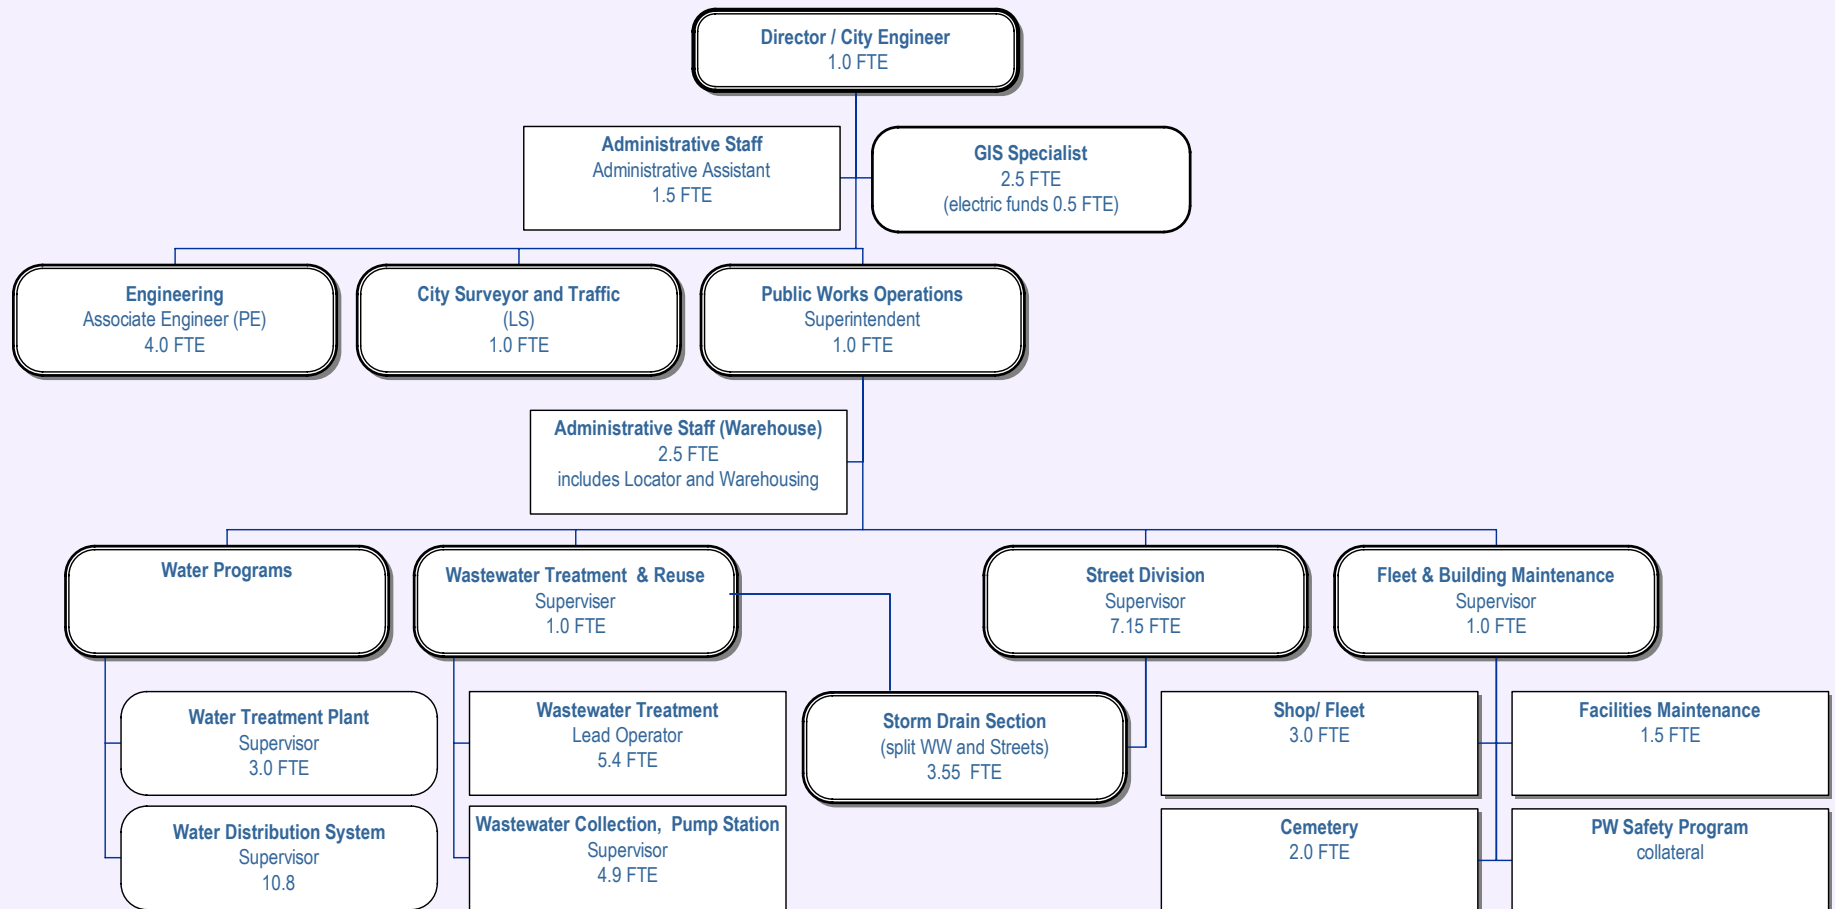 Director / City Engineer
1.0 FTE
Administrative Staff
Administrative Assistant
1.5 FTE
GIS Specialist
2.5 FTE
(electric funds 0.5 FTE)
Engineering
Associate Engineer (PE)
4.0 FTE
City Surveyor and Traffic
(LS)
1.0 FTE
Public Works Operations
Superintendent
1.0 FTE
Administrative Staff (Warehouse)
2.5 FTE
includes Locator and Warehousing
Water Programs
Wastewater Treatment & Reuse
Superviser
1.0 FTE
Street Division
Supervisor
7.15 FTE
Fleet & Building Maintenance
Supervisor
1.0 FTE
Water Treatment Plant
Supervisor
3.0 FTE
Wastewater Treatment
Lead Operator
5.4 FTE
Storm Drain Section
(split WW and Streets)
3.55 FTE
Shop/ Fleet
3.0 FTE
Facilities Maintenance
1.5 FTE
Water Distribution System
Supervisor
10.8
Wastewater Collection, Pump Station
Supervisor
4.9 FTE
Cemetery
2.0 FTE
PW Safety Program
collateral